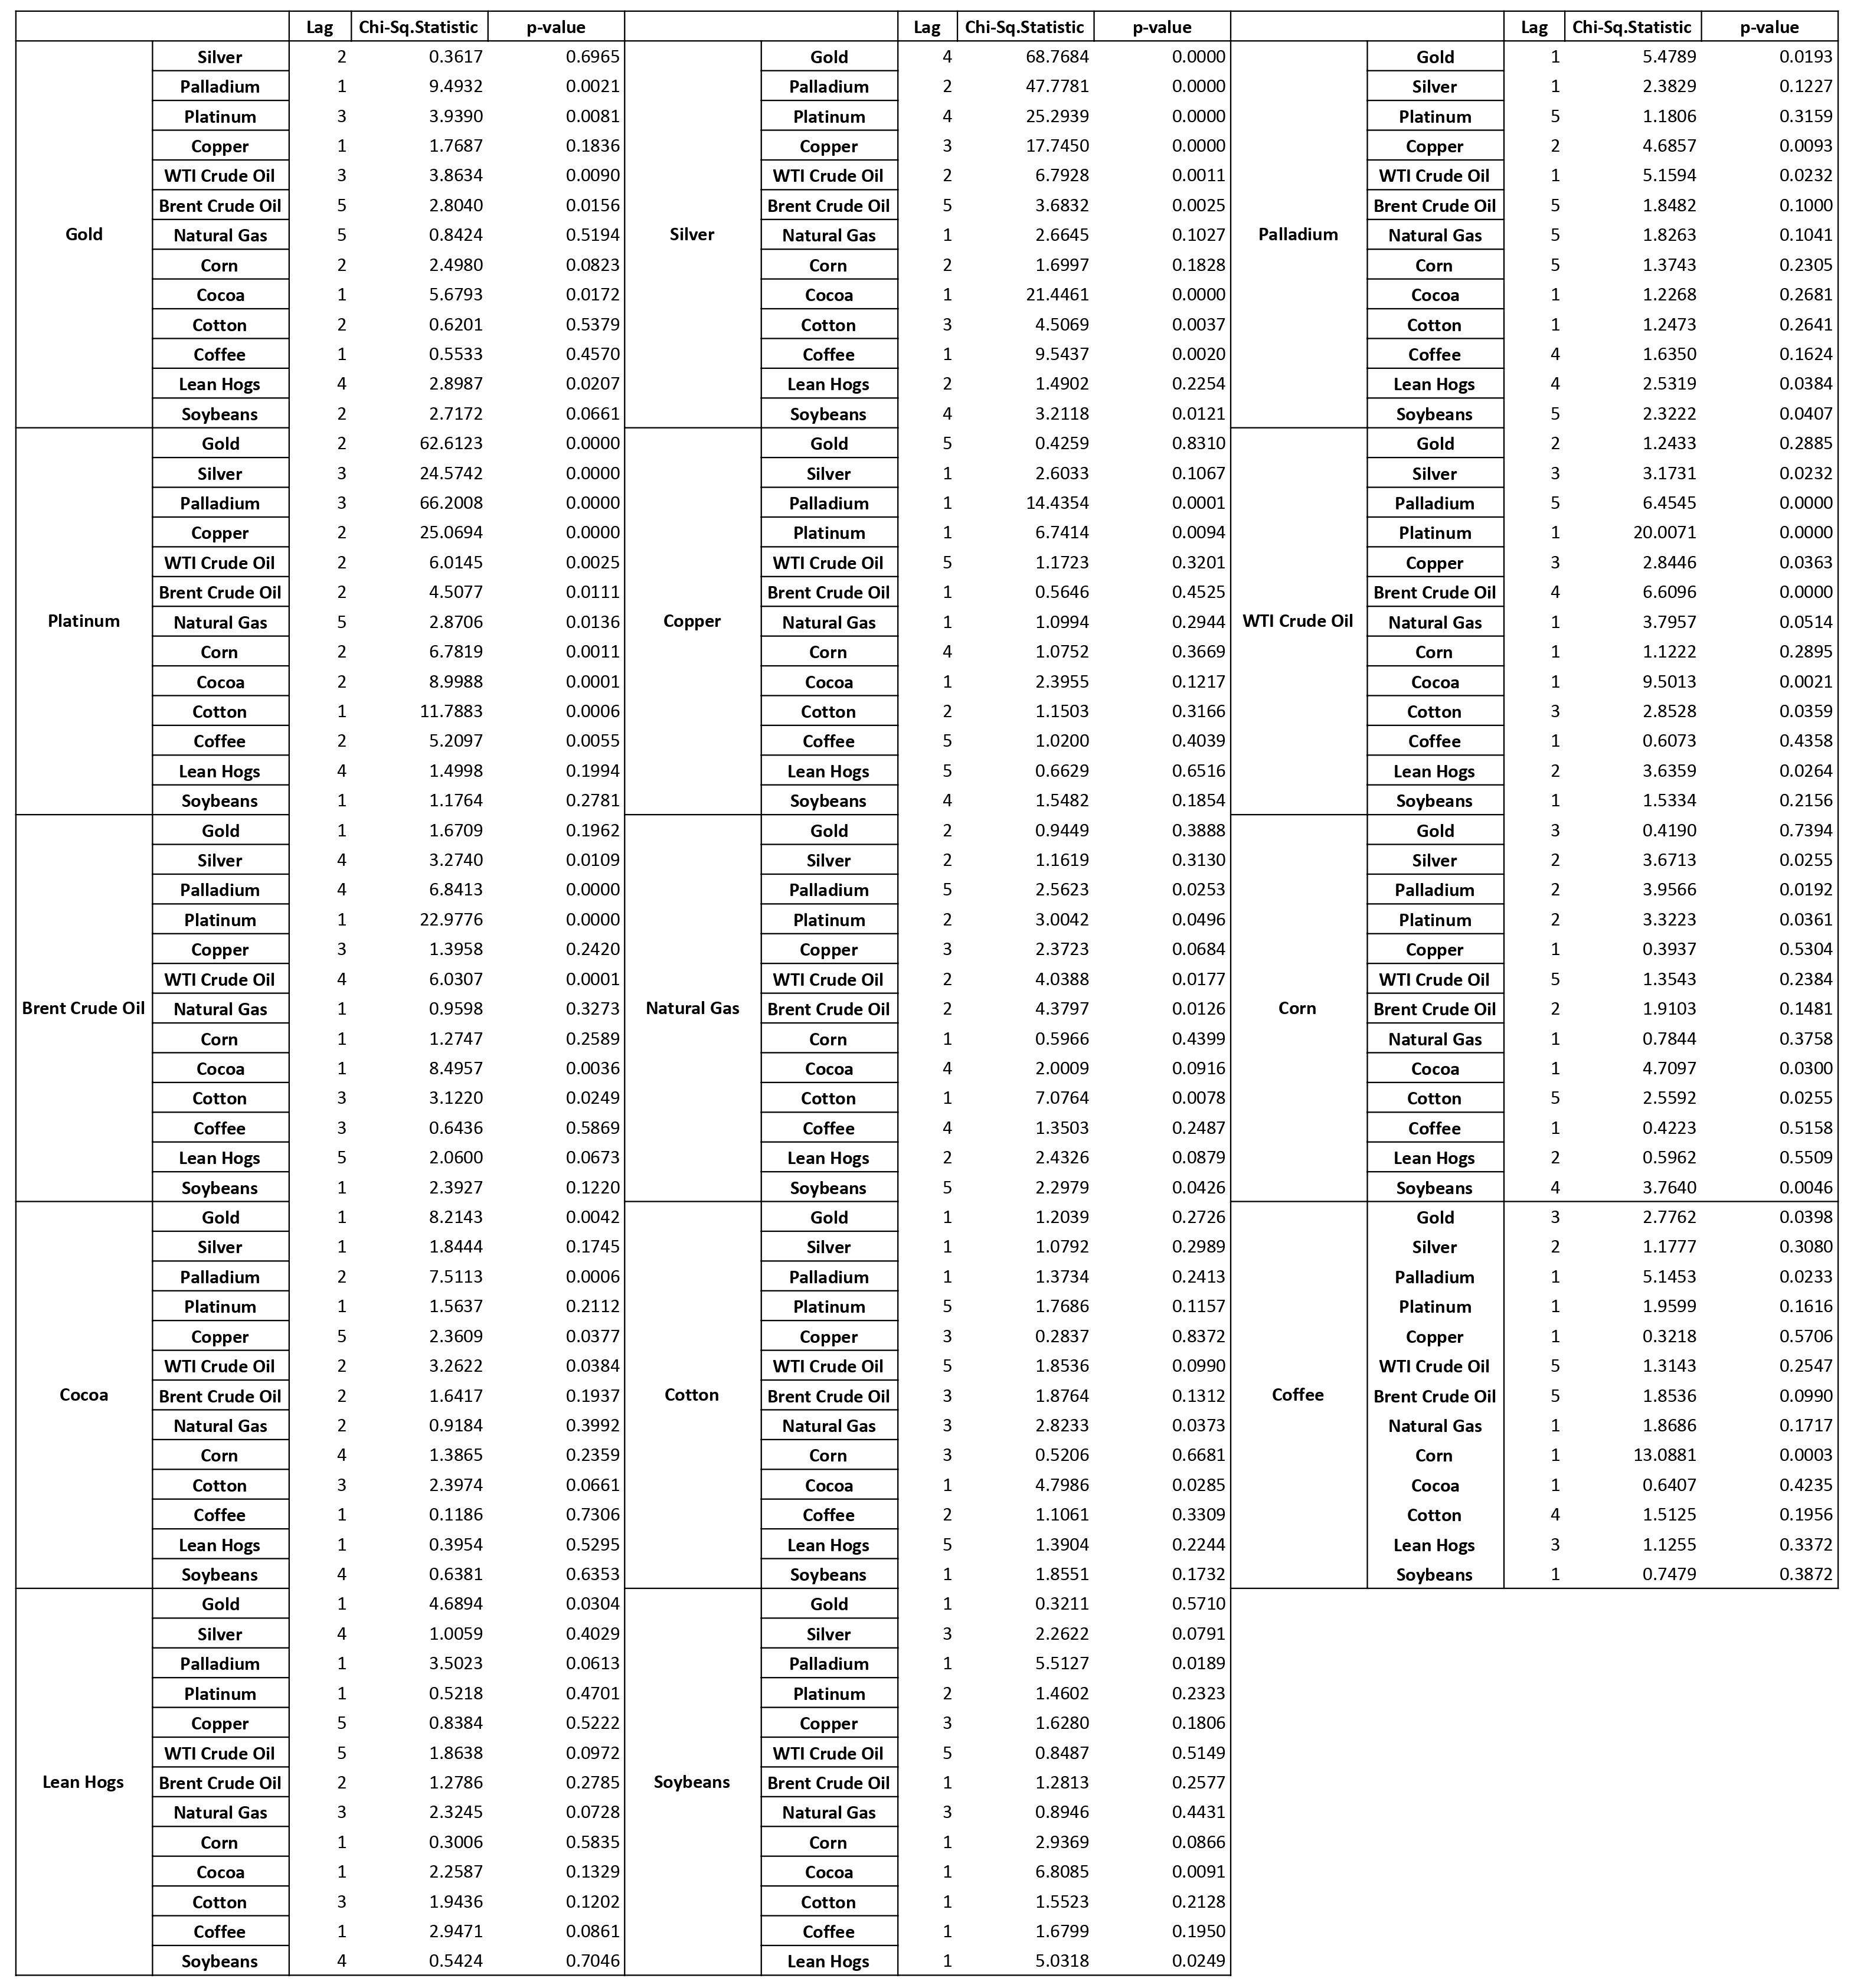 Lag Chi-Sq.Statistic p-value Lag Chi-Sq.Statistic p-value Lag Chi-Sq.Statistic p-value
Silver 2 0.3617 0.6965 Gold 4 68.7684 0.0000 Gold 1 5.4789 0.0193
Palladium 1 9.4932 0.0021 Palladium 2 47.7781 0.0000 Silver 1 2.3829 0.1227
Platinum 3 3.9390 0.0081 Platinum 4 25.2939 0.0000 Platinum 5 1.1806 0.3159
Copper 1 1.7687 0.1836 Copper 3 17.7450 0.0000 Copper 2 4.6857 0.0093
WTI Crude Oil 3 3.8634 0.0090 WTI Crude Oil 2 6.7928 0.0011 WTI Crude Oil 1 5.1594 0.0232
Brent Crude Oil 5 2.8040 0.0156 Brent Crude Oil 5 3.6832 0.0025 Brent Crude Oil 5 1.8482 0.1000
Gold Natural Gas 5 0.8424 0.5194 Silver Natural Gas 1 2.6645 0.1027 Palladium Natural Gas 5 1.8263 0.1041
Corn 2 2.4980 0.0823 Corn 2 1.6997 0.1828 Corn 5 1.3743 0.2305
Cocoa 1 5.6793 0.0172 Cocoa 1 21.4461 0.0000 Cocoa 1 1.2268 0.2681
Cotton 2 0.6201 0.5379 Cotton 3 4.5069 0.0037 Cotton 1 1.2473 0.2641
Coffee 1 0.5533 0.4570 Coffee 1 9.5437 0.0020 Coffee 4 1.6350 0.1624
Lean Hogs 4 2.8987 0.0207 Lean Hogs 2 1.4902 0.2254 Lean Hogs 4 2.5319 0.0384
Soybeans 2 2.7172 0.0661 Soybeans 4 3.2118 0.0121 Soybeans 5 2.3222 0.0407
Gold 2 62.6123 0.0000 Gold 5 0.4259 0.8310 Gold 2 1.2433 0.2885
Silver 3 24.5742 0.0000 Silver 1 2.6033 0.1067 Silver 3 3.1731 0.0232
Palladium 3 66.2008 0.0000 Palladium 1 14.4354 0.0001 Palladium 5 6.4545 0.0000
Copper 2 25.0694 0.0000 Platinum 1 6.7414 0.0094 Platinum 1 20.0071 0.0000
WTI Crude Oil 2 6.0145 0.0025 WTI Crude Oil 5 1.1723 0.3201 Copper 3 2.8446 0.0363
Brent Crude Oil 2 4.5077 0.0111 Brent Crude Oil 1 0.5646 0.4525 Brent Crude Oil 4 6.6096 0.0000
Platinum Natural Gas 5 2.8706 0.0136 Copper Natural Gas 1 1.0994 0.2944 WTI Crude Oil Natural Gas 1 3.7957 0.0514
Corn 2 6.7819 0.0011 Corn 4 1.0752 0.3669 Corn 1 1.1222 0.2895
Cocoa 2 8.9988 0.0001 Cocoa 1 2.3955 0.1217 Cocoa 1 9.5013 0.0021
Cotton 1 11.7883 0.0006 Cotton 2 1.1503 0.3166 Cotton 3 2.8528 0.0359
Coffee 2 5.2097 0.0055 Coffee 5 1.0200 0.4039 Coffee 1 0.6073 0.4358
Lean Hogs 4 1.4998 0.1994 Lean Hogs 5 0.6629 0.6516 Lean Hogs 2 3.6359 0.0264
Soybeans 1 1.1764 0.2781 Soybeans 4 1.5482 0.1854 Soybeans 1 1.5334 0.2156
Gold 1 1.6709 0.1962 Gold 2 0.9449 0.3888 Gold 3 0.4190 0.7394
Silver 4 3.2740 0.0109 Silver 2 1.1619 0.3130 Silver 2 3.6713 0.0255
Palladium 4 6.8413 0.0000 Palladium 5 2.5623 0.0253 Palladium 2 3.9566 0.0192
Platinum 1 22.9776 0.0000 Platinum 2 3.0042 0.0496 Platinum 2 3.3223 0.0361
Copper 3 1.3958 0.2420 Copper 3 2.3723 0.0684 Copper 1 0.3937 0.5304
WTI Crude Oil 4 6.0307 0.0001 WTI Crude Oil 2 4.0388 0.0177 WTI Crude Oil 5 1.3543 0.2384
Brent Crude Oil Natural Gas 1 0.9598 0.3273 Natural Gas Brent Crude Oil 2 4.3797 0.0126 Corn Brent Crude Oil 2 1.9103 0.1481
Corn 1 1.2747 0.2589 Corn 1 0.5966 0.4399 Natural Gas 1 0.7844 0.3758
Cocoa 1 8.4957 0.0036 Cocoa 4 2.0009 0.0916 Cocoa 1 4.7097 0.0300
Cotton 3 3.1220 0.0249 Cotton 1 7.0764 0.0078 Cotton 5 2.5592 0.0255
Coffee 3 0.6436 0.5869 Coffee 4 1.3503 0.2487 Coffee 1 0.4223 0.5158
Lean Hogs 5 2.0600 0.0673 Lean Hogs 2 2.4326 0.0879 Lean Hogs 2 0.5962 0.5509
Soybeans 1 2.3927 0.1220 Soybeans 5 2.2979 0.0426 Soybeans 4 3.7640 0.0046
Gold 1 8.2143 0.0042 Gold 1 1.2039 0.2726 Gold 3 2.7762 0.0398
Silver 1 1.8444 0.1745 Silver 1 1.0792 0.2989 Silver 2 1.1777 0.3080
Palladium 2 7.5113 0.0006 Palladium 1 1.3734 0.2413 Palladium 1 5.1453 0.0233
Platinum 1 1.5637 0.2112 Platinum 5 1.7686 0.1157 Platinum 1 1.9599 0.1616
Copper 5 2.3609 0.0377 Copper 3 0.2837 0.8372 Copper 1 0.3218 0.5706
WTI Crude Oil 2 3.2622 0.0384 WTI Crude Oil 5 1.8536 0.0990 WTI Crude Oil 5 1.3143 0.2547
Cocoa Brent Crude Oil 2 1.6417 0.1937 Cotton Brent Crude Oil 3 1.8764 0.1312 Coffee Brent Crude Oil 5 1.8536 0.0990
Natural Gas 2 0.9184 0.3992 Natural Gas 3 2.8233 0.0373 Natural Gas 1 1.8686 0.1717
Corn 4 1.3865 0.2359 Corn 3 0.5206 0.6681 Corn 1 13.0881 0.0003
Cotton 3 2.3974 0.0661 Cocoa 1 4.7986 0.0285 Cocoa 1 0.6407 0.4235
Coffee 1 0.1186 0.7306 Coffee 2 1.1061 0.3309 Cotton 4 1.5125 0.1956
Lean Hogs 1 0.3954 0.5295 Lean Hogs 5 1.3904 0.2244 Lean Hogs 3 1.1255 0.3372
Soybeans 4 0.6381 0.6353 Soybeans 1 1.8551 0.1732 Soybeans 1 0.7479 0.3872
Gold 1 4.6894 0.0304 Gold 1 0.3211 0.5710
Silver 4 1.0059 0.4029 Silver 3 2.2622 0.0791
Palladium 1 3.5023 0.0613 Palladium 1 5.5127 0.0189
Platinum 1 0.5218 0.4701 Platinum 2 1.4602 0.2323
Copper 5 0.8384 0.5222 Copper 3 1.6280 0.1806
WTI Crude Oil 5 1.8638 0.0972 WTI Crude Oil 5 0.8487 0.5149
Lean Hogs Brent Crude Oil 2 1.2786 0.2785 Soybeans Brent Crude Oil 1 1.2813 0.2577
Natural Gas 3 2.3245 0.0728 Natural Gas 3 0.8946 0.4431
Corn 1 0.3006 0.5835 Corn 1 2.9369 0.0866
Cocoa 1 2.2587 0.1329 Cocoa 1 6.8085 0.0091
Cotton 3 1.9436 0.1202 Cotton 1 1.5523 0.2128
Coffee 1 2.9471 0.0861 Coffee 1 1.6799 0.1950
Soybeans 4 0.5424 0.7046 Lean Hogs 1 5.0318 0.0249